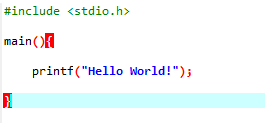 #include <stdio.h>
main(){
printf("Hello World!");
}